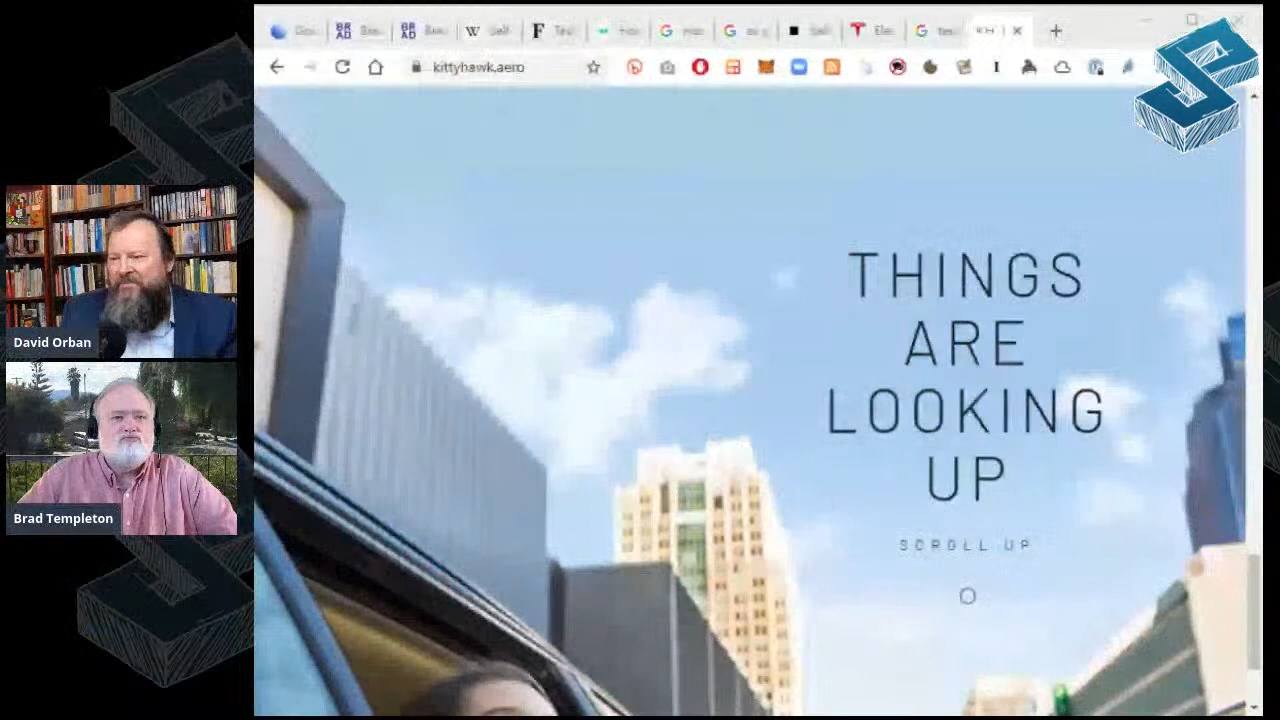 kittyhawk.aero
THINGS
ARE
LOOKING
UP
SCROLL UP
David Orban
Brad Templeton